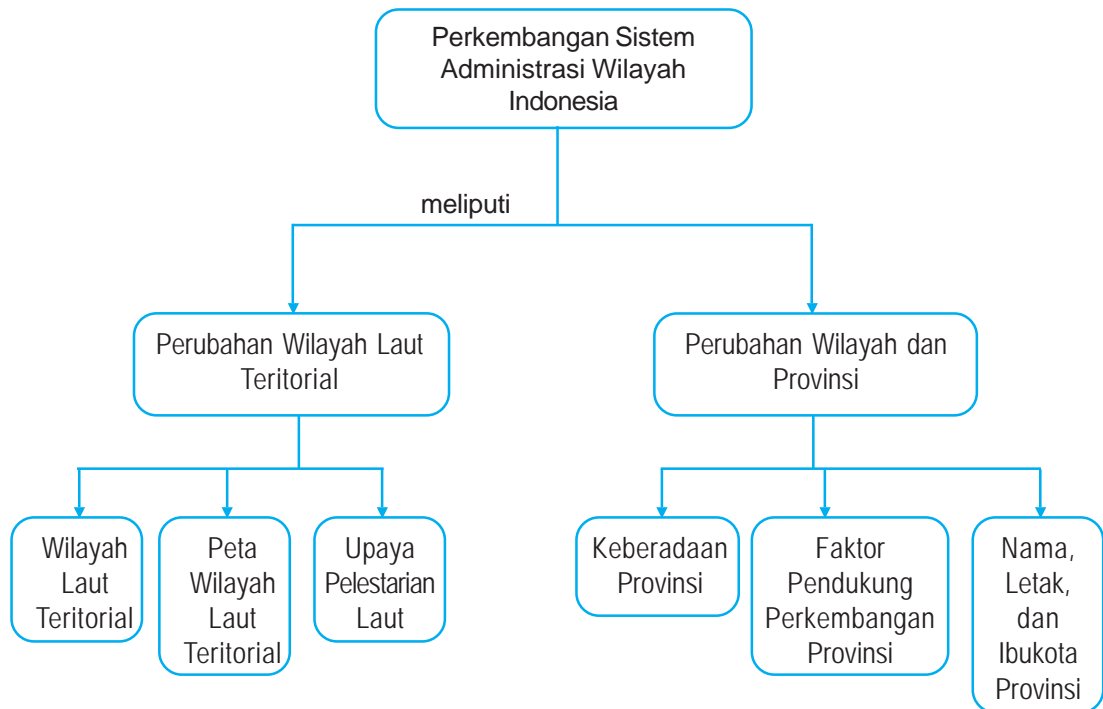 Perkembangan Sistem
Administrasi Wilayah
Indonesia
meliputi
Perubahan Wilayah Laut
Teritorial
Perubahan Wilayah dan
Provinsi
Wilayah
Laut
Teritorial
Peta
Wilayah
Laut
Teritorial
Upaya
Pelestarian
Laut
Keberadaan
Provinsi
Faktor
Pendukung
Perkembangan
Provinsi
Nama,
Letak,
dan
Ibukota
Provinsi